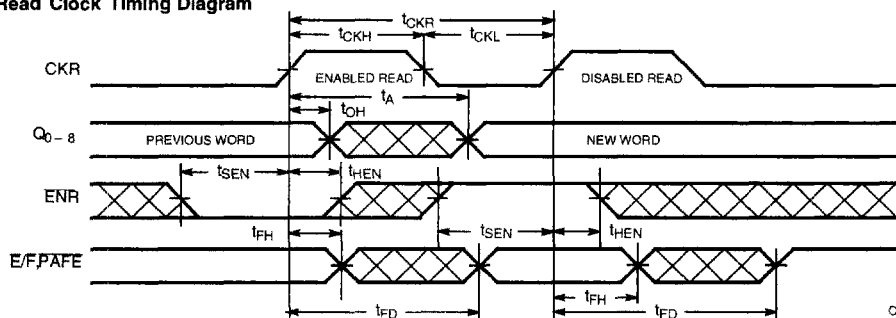 Read Clock Timing Diagram
tCKR
tCKH tCKL
CKR ENABLED READ DISABLED READ
tA
tOH
Q0 – 8 PREVIOUS WORD NEW WORD
tSEN tHEN
ENR
tFH tSEN tHEN
E/F,PAFE
tFH
tFD tFD